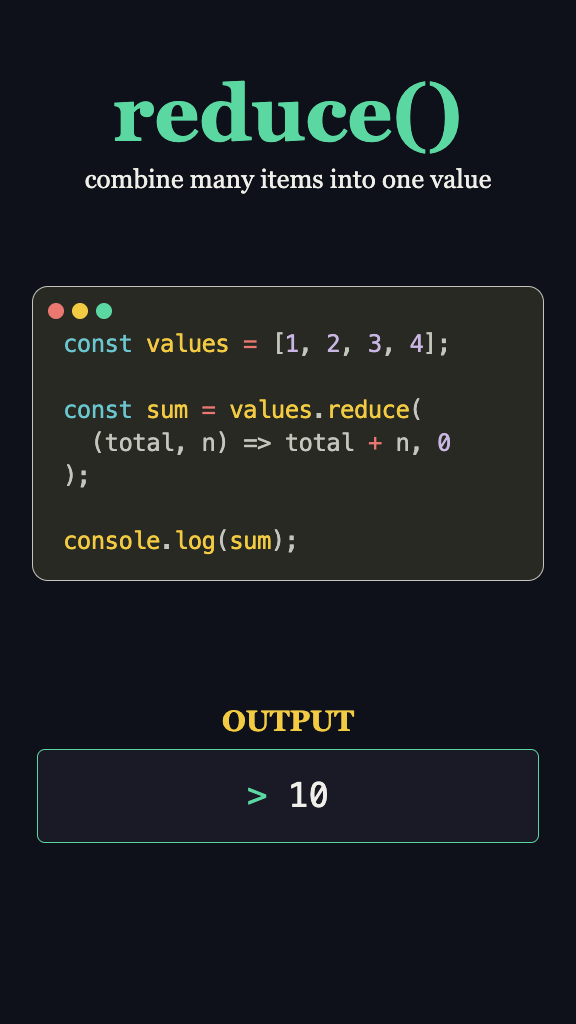 reduce()
combine many items into one value
const values = [1, 2, 3, 4];
const sum = values.reduce(
  (total, n) => total + n, 0
);
console.log(sum);
OUTPUT
> 10